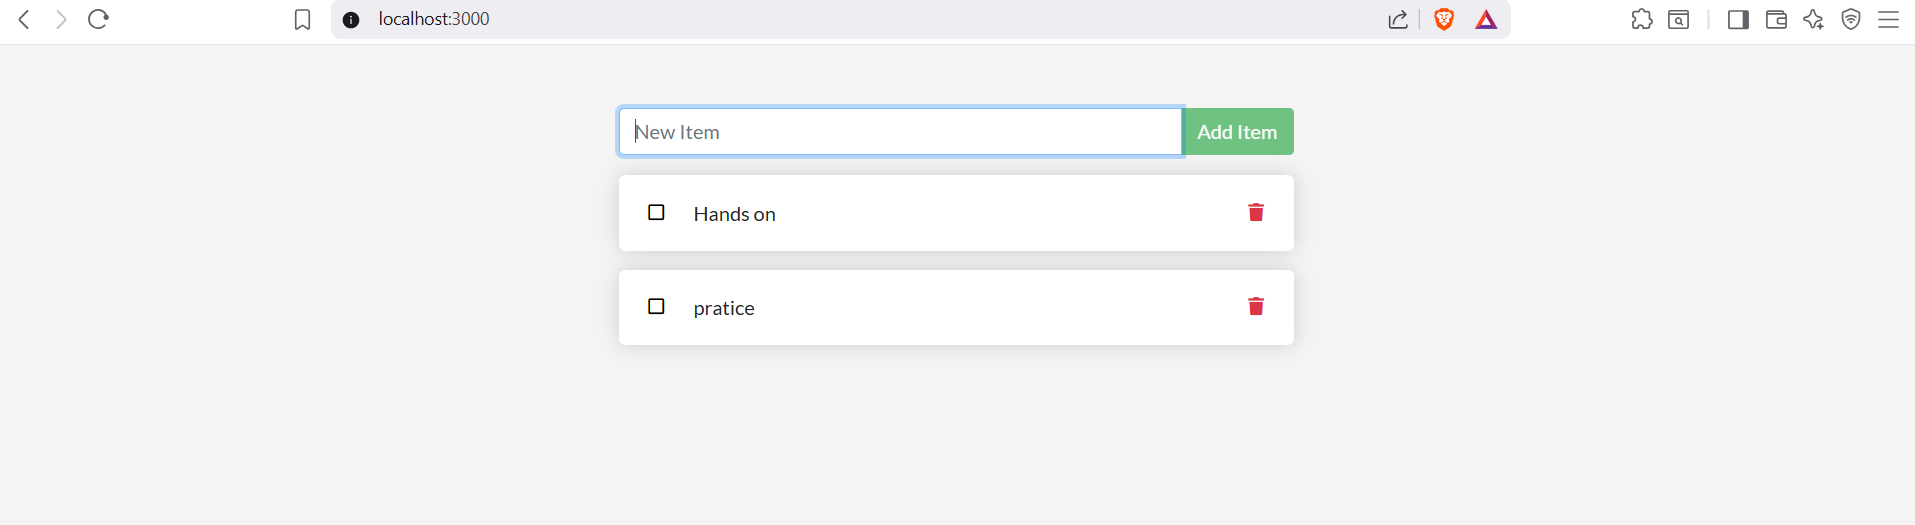 localhost:3000
New Item
Add Item
Hands on
pratice